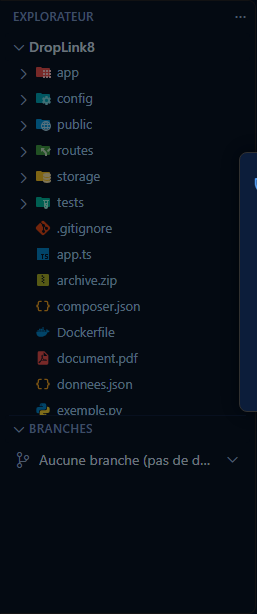 EXPLORATEUR
DropLink8
app
config
public
routes
storage
tests
.gitignore
app.ts
archive.zip
composer.json
Dockerfile
document.pdf
donnees.json
exemple.py
BRANCHES
Aucune branche (pas de d...